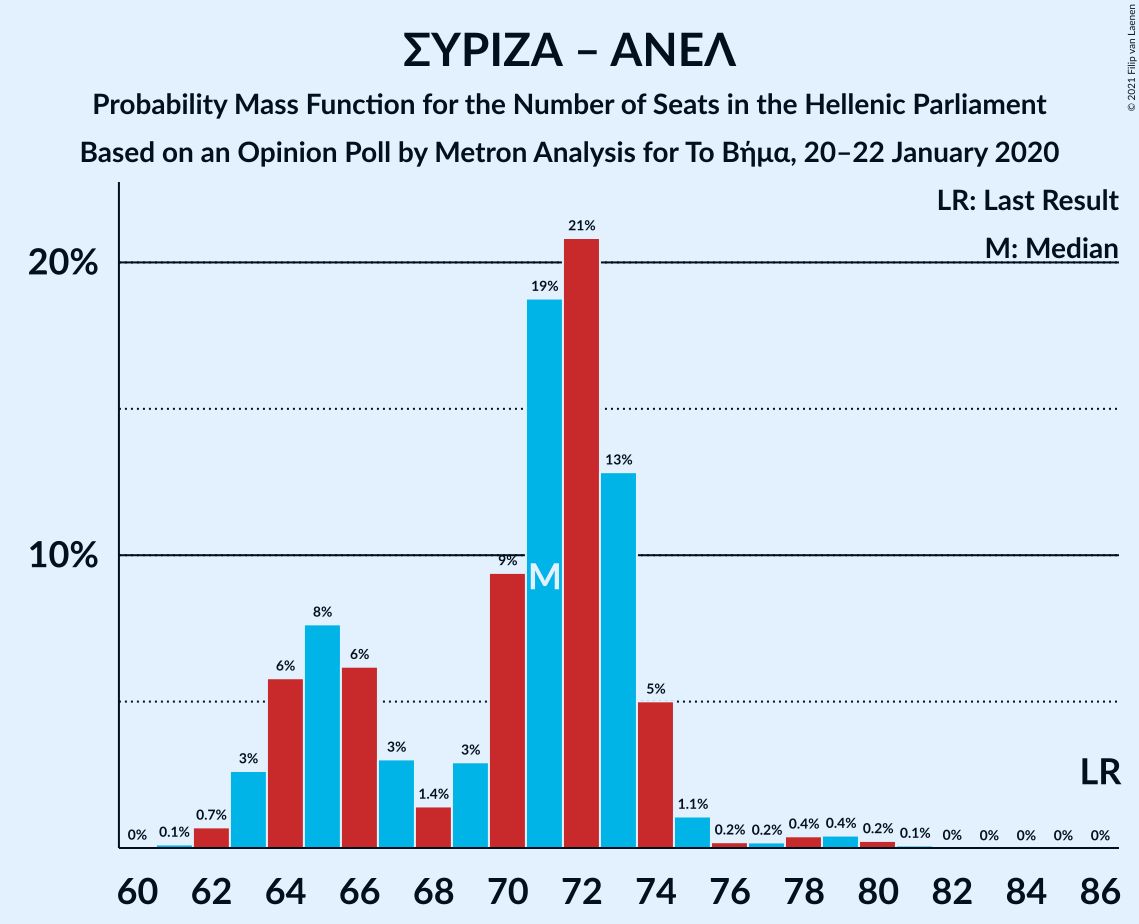 ΣΥΡΙΖΑ – ΑΝΕΛ
Probability Mass Function for the Number of Seats in the Hellenic Parliament
Based on an Opinion Poll by Metron Analysis for Το Βήμα, 20–22 January 2020
© 2021 Filip van Laenen
LR: Last Result
M: Median
20%
10%
0% 0.1% 0.7% 3% 6% 8% 6% 3% 1.4% 3% 9% 19% 21% 13% 5% 1.1% 0.2% 0.2% 0.4% 0.4% 0.2% 0.1% 0% 0% 0% 0% 0%
M
LR
60 62 64 66 68 70 72 74 76 78 80 82 84 86